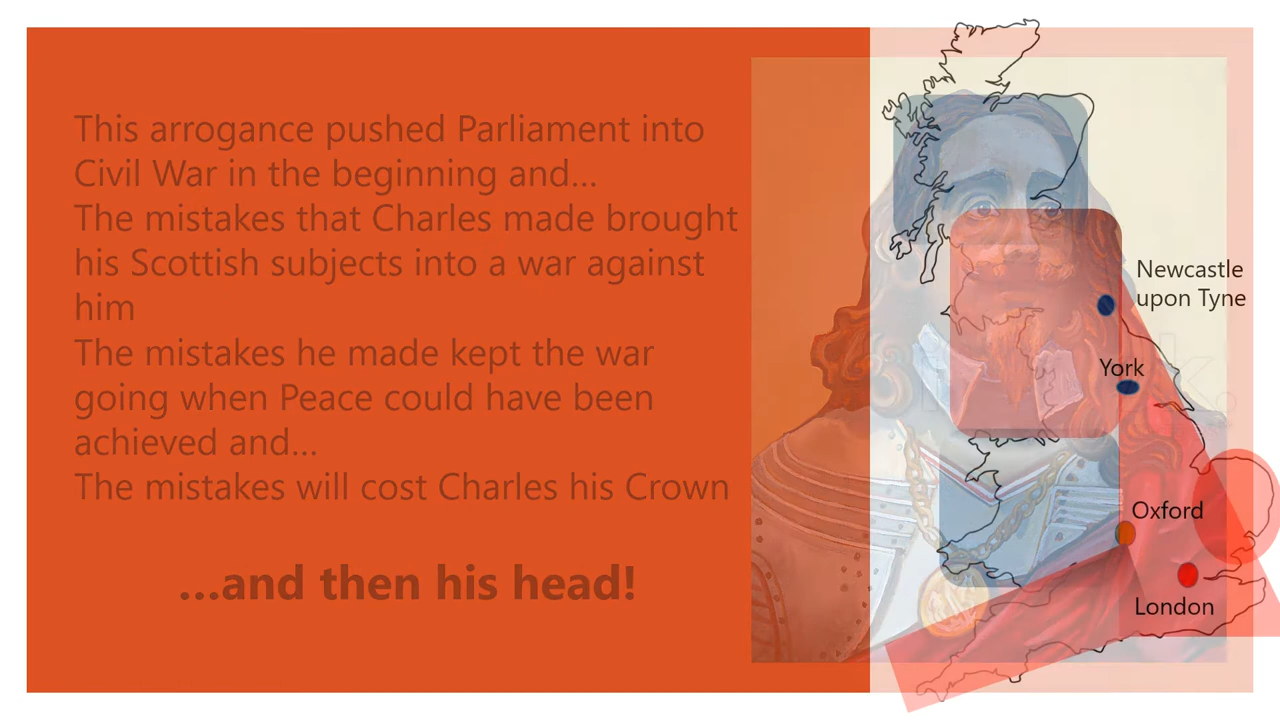 This arrogance pushed Parliament into
Civil War in the beginning and...
The mistakes that Charles made brought
his Scottish subjects into a war against
him
The mistakes he made kept the war
going when Peace could have been
achieved and...
The mistakes will cost Charles his Crown
...and then his head!
Newcastle
upon Tyne
York
Oxford
London